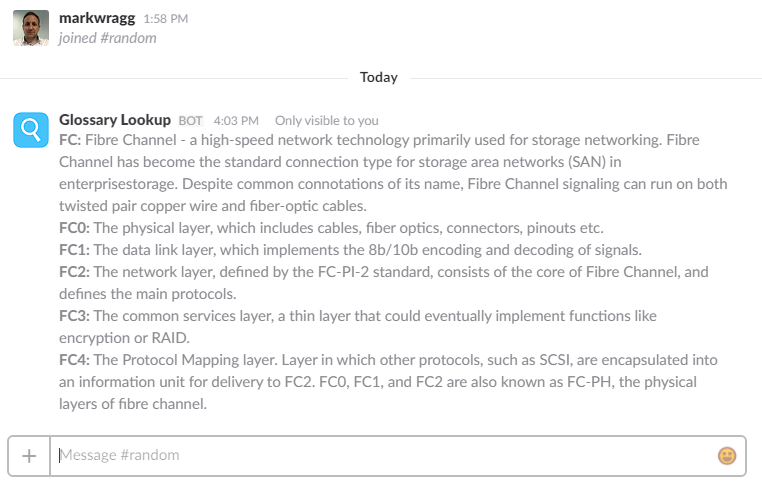 markwragg 1:58 PM
joined #random
Today
Glossary Lookup BOT 4:03 PM Only visible to you
FC: Fibre Channel - a high-speed network technology primarily used for storage networking. Fibre
Channel has become the standard connection type for storage area networks (SAN) in
enterprisestorage. Despite common connotations of its name, Fibre Channel signaling can run on both
twisted pair copper wire and fiber-optic cables.
FC0: The physical layer, which includes cables, fiber optics, connectors, pinouts etc.
FC1: The data link layer, which implements the 8b/10b encoding and decoding of signals.
FC2: The network layer, defined by the FC-PI-2 standard, consists of the core of Fibre Channel, and
defines the main protocols.
FC3: The common services layer, a thin layer that could eventually implement functions like
encryption or RAID.
FC4: The Protocol Mapping layer. Layer in which other protocols, such as SCSI, are encapsulated into
an information unit for delivery to FC2. FC0, FC1, and FC2 are also known as FC-PH, the physical
layers of fibre channel.
Message #random